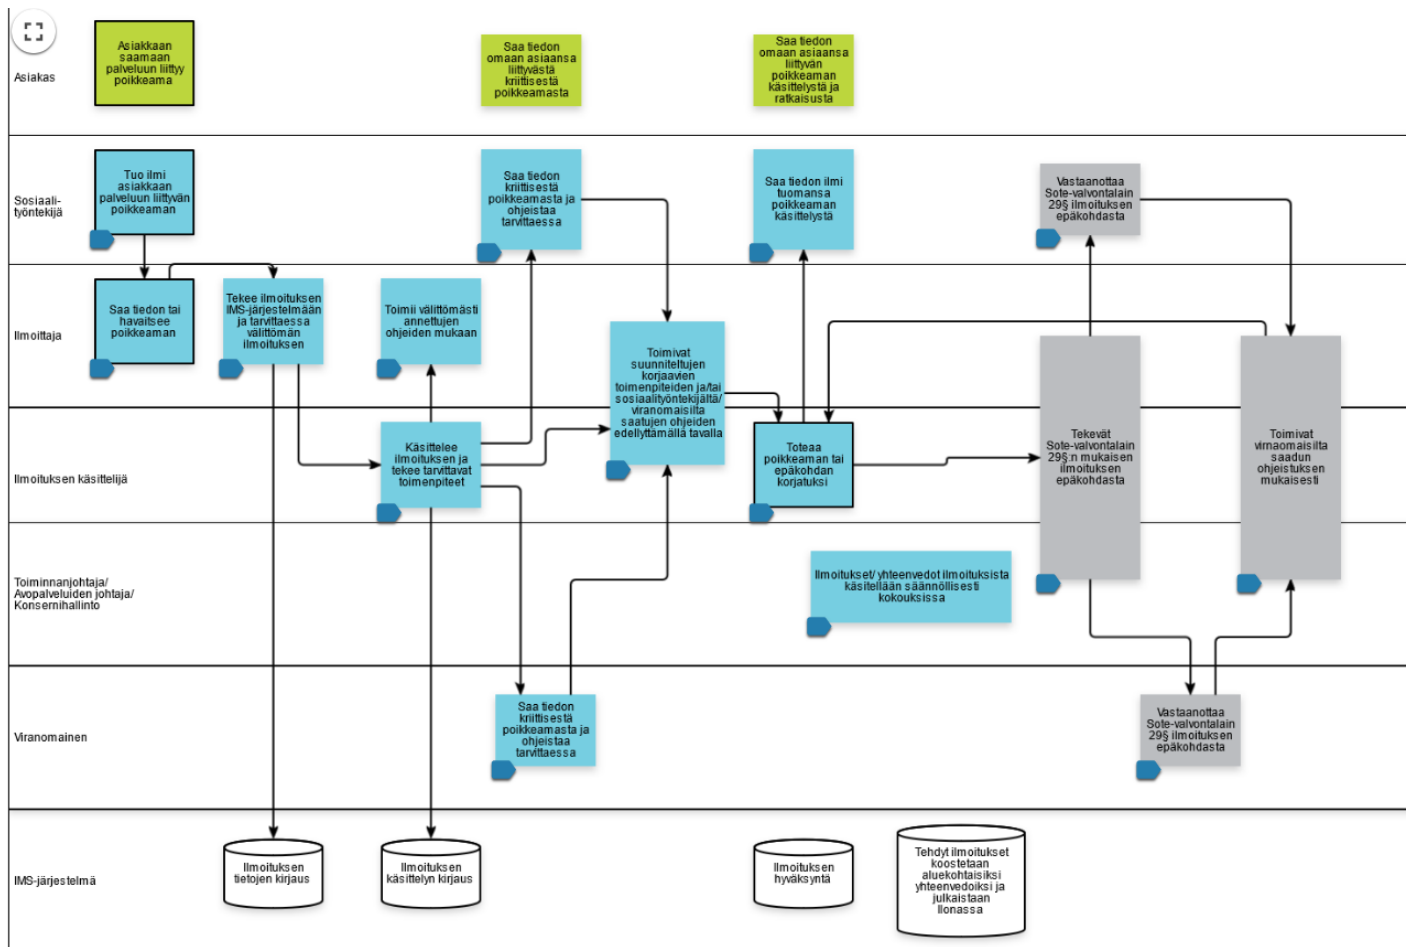 Asiakas
Asiakkaan
saamaan
palveluun liittyy
poikkeama
Saa tiedon
omaan asiaansa
liittyvästä
kriittisestä
poikkeamasta
Saa tiedon
omaan asiaansa
liittyvän
poikkeaman
käsittelystä ja
ratkaisusta
Sosiaali-
työntekijä
Tuo ilmi
asiakkaan
palveluun liittyvän
poikkeaman
Saa tiedon
kriittisestä
poikkeamasta ja
ohjeistaa
tarvittaessa
Saa tiedon ilmi
tuomansa
poikkeaman
käsittelystä
Vastaanottaa
Sote-valvontalain
29§ ilmoituksen
epäkohdasta
Ilmoittaja
Saa tiedon tai
havaitsee
poikkeaman
Tekee ilmoituksen
IMS-järjestelmään
ja tarvittaessa
välittömän
ilmoituksen
Toimii välittömästi
annettujen
ohjeiden mukaan
Toimivat
suunniteltujen
korjaavien
toimenpiteiden ja/tai
sosiaalityöntekijältä/
viranomaisilta
saatujen ohjeiden
edellyttämällä tavalla
Ilmoituksen käsittelijä
Käsittelee
ilmoituksen ja
tekee tarvittavat
toimenpiteet
Toteaa
poikkeaman tai
epäkohdan
korjatuksi
Tekevät
Sote-valvontalain
29§:n mukaisen
ilmoituksen
epäkohdasta
Toimivat
virnaomaisilta
saadun
ohjeistuksen
mukaisesti
Toiminnanjohtaja/
Avopalveluiden johtaja/
Konsernihallinto
Ilmoitukset/ yhteenvedot ilmoituksista
käsitellään säännöllisesti
kokouksissa
Viranomainen
Saa tiedon
kriittisestä
poikkeamasta ja
ohjeistaa
tarvittaessa
Vastaanottaa
Sote-valvontalain
29§ ilmoituksen
epäkohdasta
IMS-järjestelmä
Ilmoituksen
tietojen kirjaus
Ilmoituksen
käsittelyn kirjaus
Ilmoituksen
hyväksyntä
Tehdyt ilmoitukset
koostetaan
aluekohtaisiksi
yhteenvedoiksi ja
julkaistaan
Ilonassa